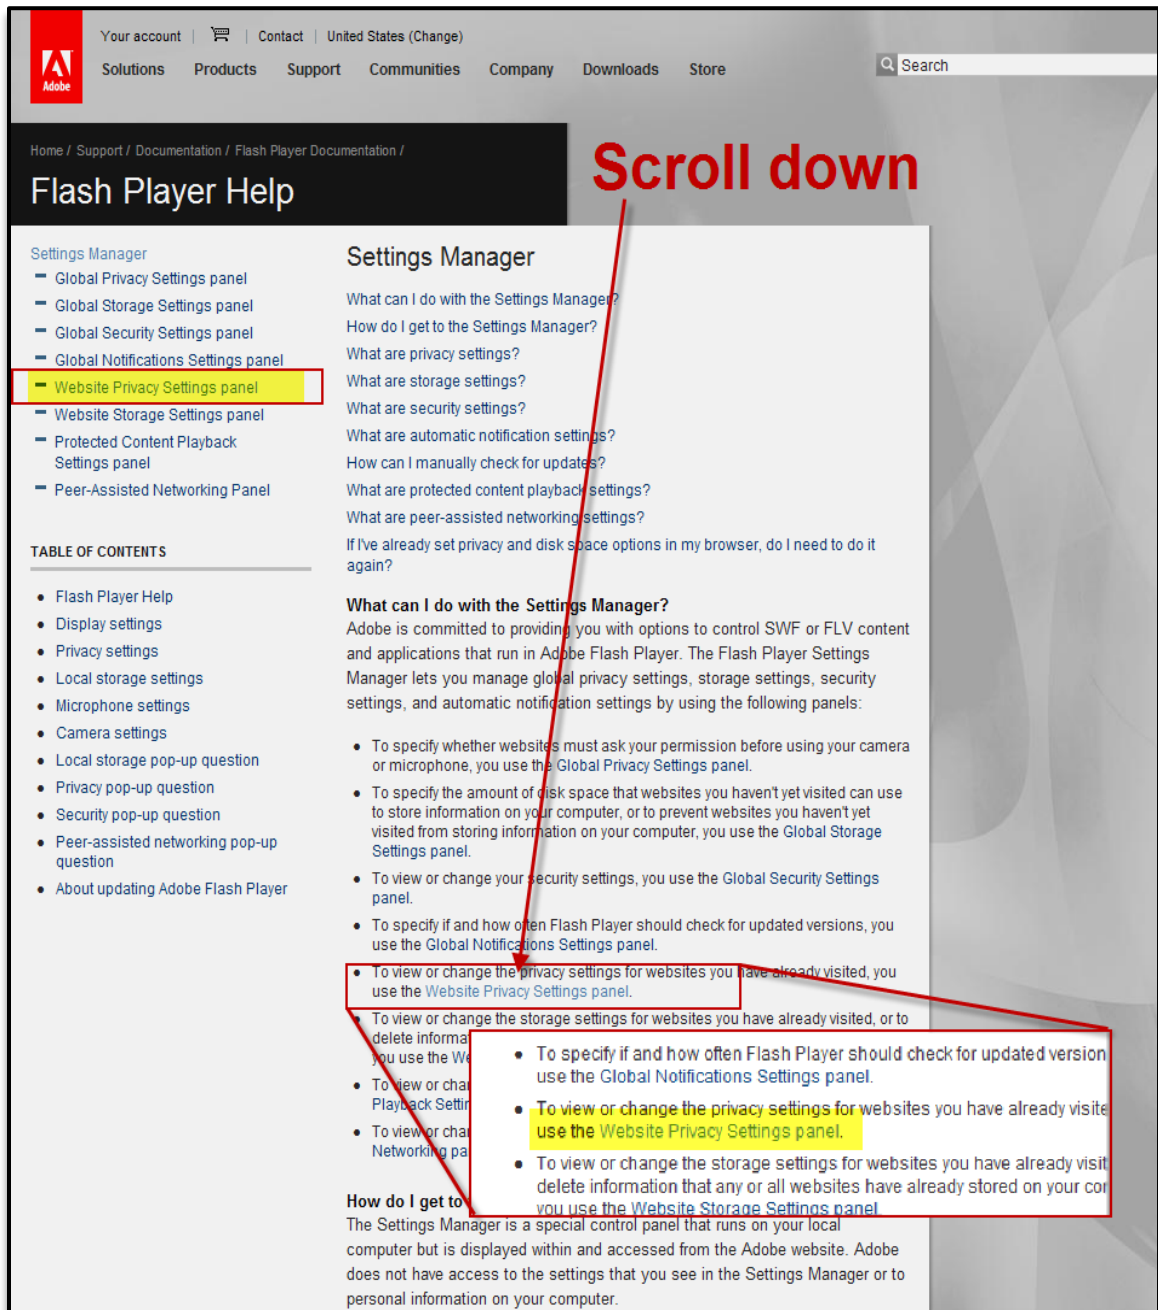 Your account | | Contact | United States (Change)
Adobe
Solutions Products Support Communities Company Downloads Store
Search
Home / Support / Documentation / Flash Player Documentation /
Flash Player Help
Scroll down
Settings Manager
Global Privacy Settings panel
Global Storage Settings panel
Global Security Settings panel
Global Notifications Settings panel
Website Privacy Settings panel
Website Storage Settings panel
Protected Content Playback
Settings panel
Peer-Assisted Networking Panel
TABLE OF CONTENTS
Flash Player Help
Display settings
Privacy settings
Local storage settings
Microphone settings
Camera settings
Local storage pop-up question
Privacy pop-up question
Security pop-up question
Peer-assisted networking pop-up
question
About updating Adobe Flash Player
Settings Manager
What can I do with the Settings Manager?
How do I get to the Settings Manager?
What are privacy settings?
What are storage settings?
What are security settings?
What are automatic notification settings?
How can I manually check for updates?
What are protected content playback settings?
What are peer-assisted networking settings?
If I've already set privacy and disk space options in my browser, do I need to do it
again?
What can I do with the Settings Manager?
Adobe is committed to providing you with options to control SWF or FLV content
and applications that run in Adobe Flash Player. The Flash Player Settings
Manager lets you manage global privacy settings, storage settings, security
settings, and automatic notification settings by using the following panels:
• To specify whether websites must ask your permission before using your camera
or microphone, you use the Global Privacy Settings panel.
• To specify the amount of disk space that websites you haven't yet visited can use
to store information on your computer, or to prevent websites you haven't yet
visited from storing information on your computer, you use the Global Storage
Settings panel.
• To view or change your security settings, you use the Global Security Settings
panel.
• To specify if and how often Flash Player should check for updated versions, you
use the Global Notifications Settings panel.
• To view or change the privacy settings for websites you have already visited, you
use the Website Privacy Settings panel.
• To view or change the storage settings for websites you have already visited, or to
delete informa
you use the We
• To view or chan
Playback Settin
• To view or chan
Networking pa
• To specify if and how often Flash Player should check for updated version
use the Global Notifications Settings panel.
• To view or change the privacy settings for websites you have already visite
use the Website Privacy Settings panel.
• To view or change the storage settings for websites you have already visit
delete information that any or all websites have already stored on your cor
you use the Website Storage Settings panel
How do I get to
The Settings Manager is a special control panel that runs on your local
computer but is displayed within and accessed from the Adobe website. Adobe
does not have access to the settings that you see in the Settings Manager or to
personal information on your computer.